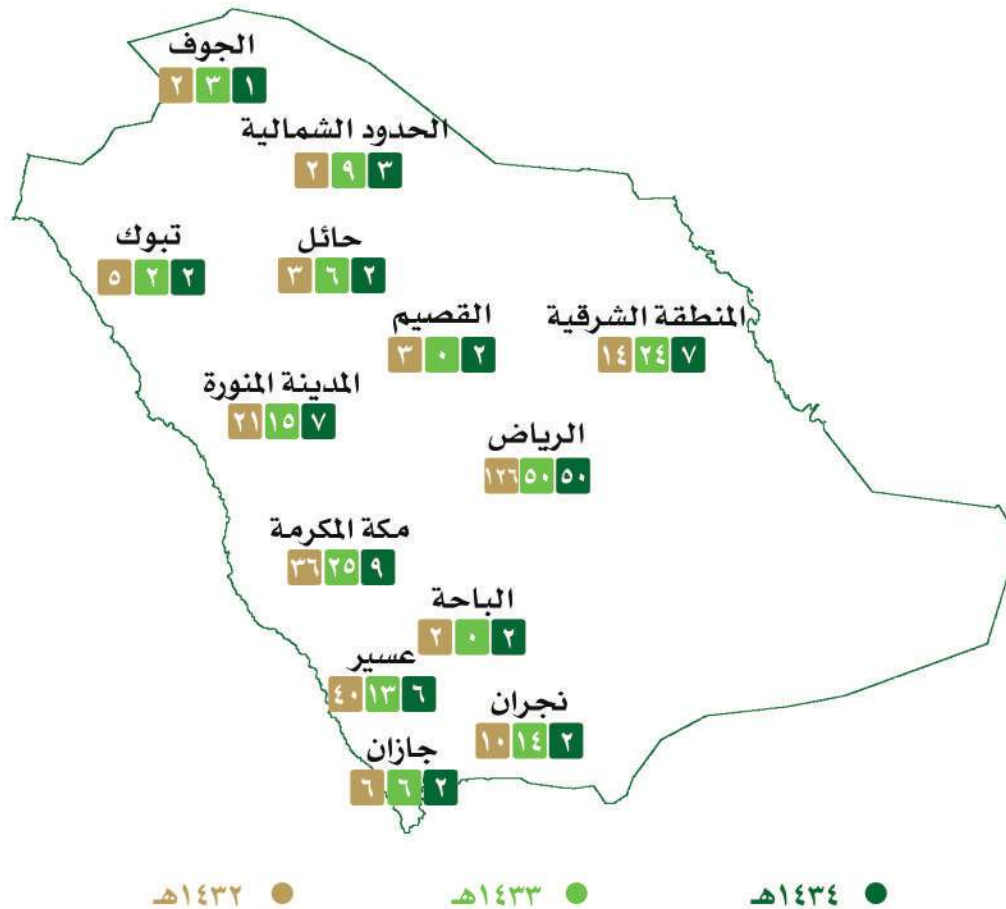 الجوف
١ ٣ ٢
الحدود الشمالية
٣ ٩ ٢
تبوك
٢ ٢ ٥
حائل
٢ ٦ ٣
المنطقة الشرقية
٧ ٢٤ ١٤
القصيم
٢ ٠ ٣
المدينة المنورة
٧ ١٥ ٢١
الرياض
٥٠ ٥٠ ١٢٦
مكة المكرمة
٩ ٢٥ ٣٦
الباحة
٢ ٠ ٢
عسير
٦ ١٣ ٤٠
نجران
٢ ١٤ ١٠
جازان
٢ ٦ ٦
١٤٣٤هـ ١٤٣٣هـ ١٤٣٢هـ